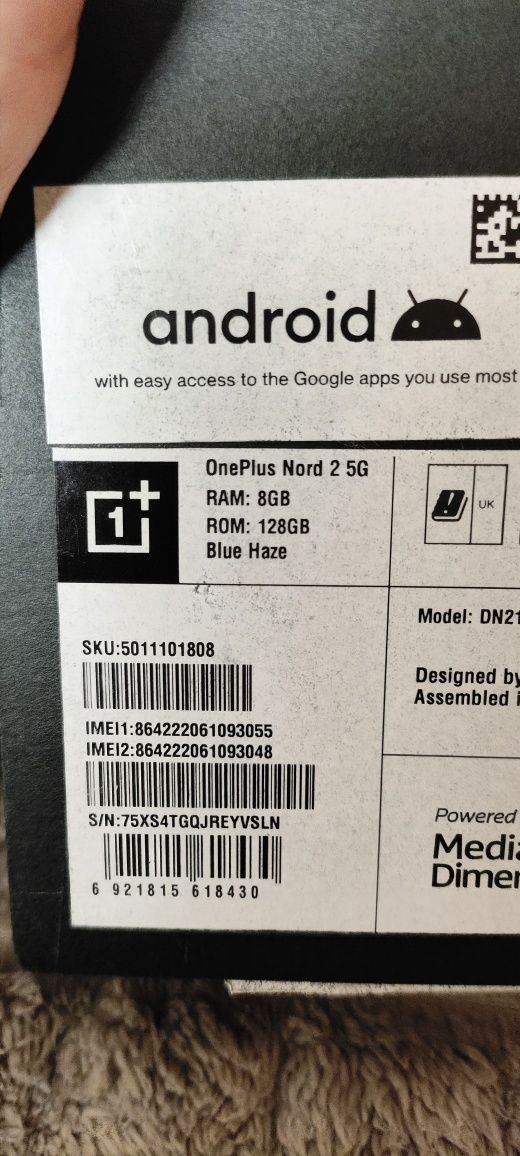 android
with easy access to the Google apps you use most
OnePlus Nord 2 5G
RAM: 8GB
ROM: 128GB
Blue Haze
UK
SKU:5011101808
Model: DN21
Designed by
Assembled i
IMEI1:864222061093055
IMEI2:864222061093048
S/N:75XS4TGQJREYVSLN
6 921815 618430
Powered
Media
Dimen